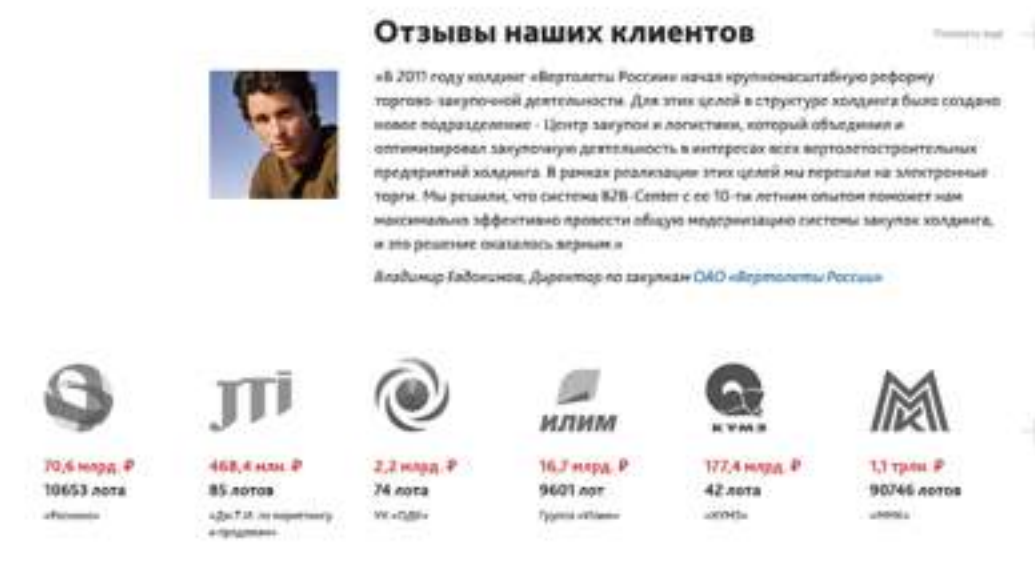 Отзывы наших клиентов
Показать еще
«В 2011 году холдинг «Вертолеты России» начал крупномасштабную реформу
торгово-закупочной деятельности. Для этих целей в структуре холдинга было создано
новое подразделение - Центр закупок и логистики, который объединил и
оптимизировал закупочную деятельность в интересах всех вертолетостроительных
предприятий холдинга. В рамках реализации этих целей мы перешли на электронные
торги. Мы решили, что система B2B-Center с ее 10-ти летним опытом поможет нам
максимально эффективно провести общую модернизацию системы закупок холдинга,
и это решение оказалось верным.»
Владимир Евдокимов, Директор по закупкам ОАО «Вертолеты России»
JTi
ИЛИМ
КУМЗ
70,6 млрд. ₽ 468,4 млн. ₽ 2,2 млрд. ₽ 16,7 млрд. ₽ 177,4 млрд. ₽ 1,1 трлн. ₽
10653 лота 85 лотов 74 лота 9601 лот 42 лота 90746 лотов
«Дж.Т.И. по маркетингу УК «ОДК» Группа «Илим» «КУМЗ» «ММК»
и продажам»